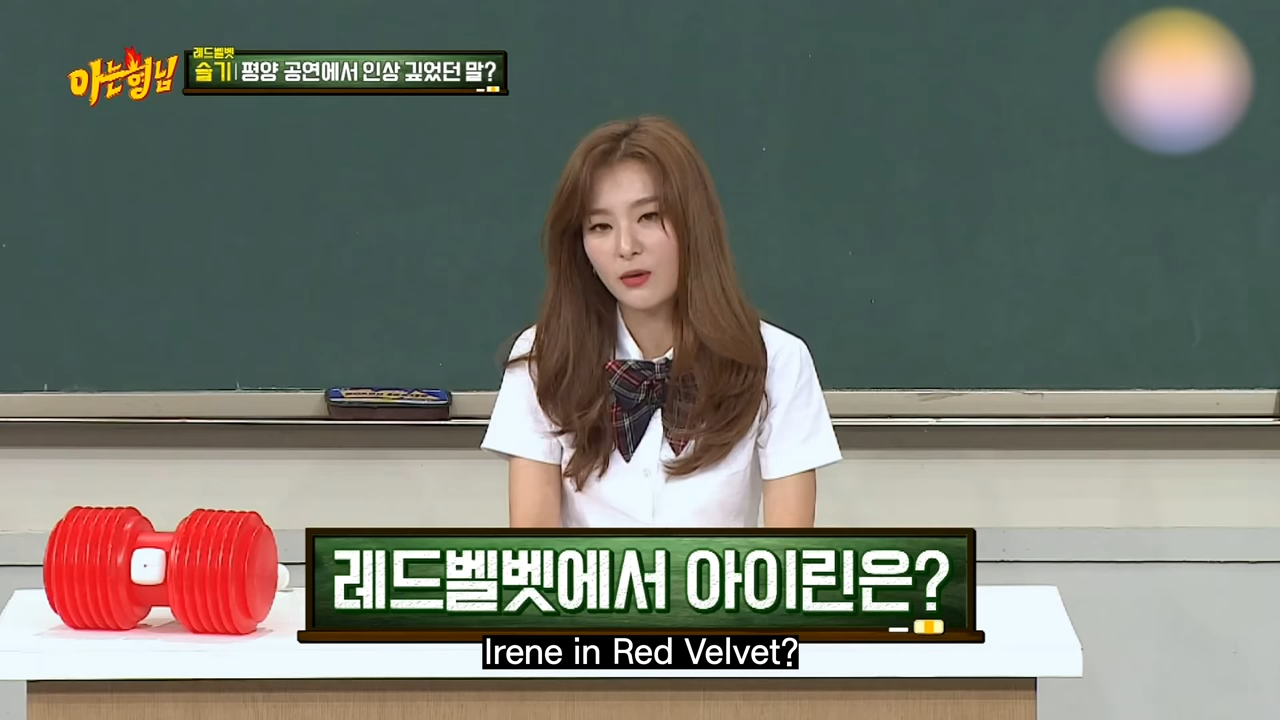 아는형님
레드벨벳
슬기 | 평양 공연에서 인상 깊었던 말?
레드벨벳에서 아이린은?
Irene in Red Velvet?